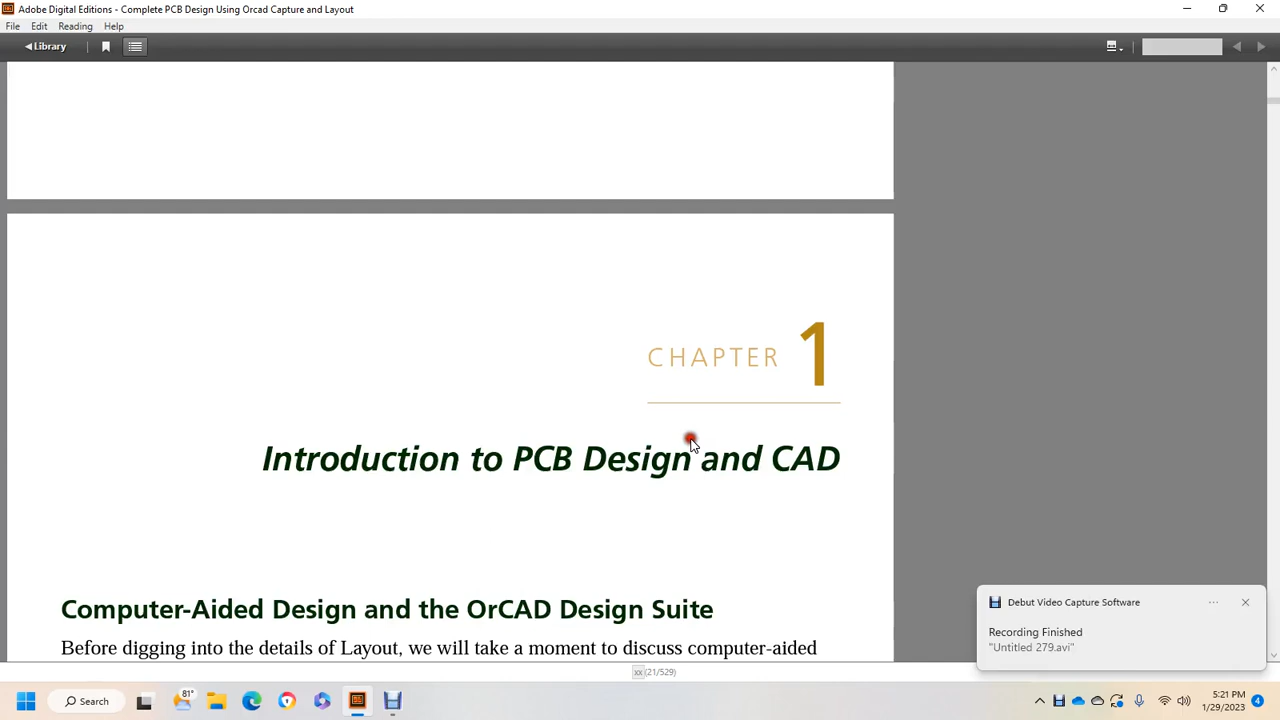 Adobe Digital Editions - Complete PCB Design Using Orcad Capture and Layout
File Edit Reading Help
Library
CHAPTER 1
Introduction to PCB Design and CAD
Computer-Aided Design and the OrCAD Design Suite
Before digging into the details of Layout, we will take a moment to discuss computer-aided
Debut Video Capture Software
Recording Finished
"Untitled 279.avi"
xx (21/529)
81°
Search
5:21 PM
1/29/2023
4